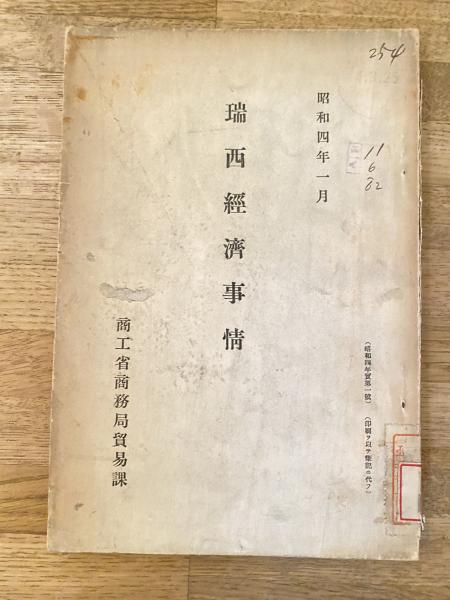 254
昭和四年一月
11
6
82
瑞西經濟事情
商工省商務局貿易課
(昭和四年貿第一號) (印刷ヲ以テ謄記ニ代フ)